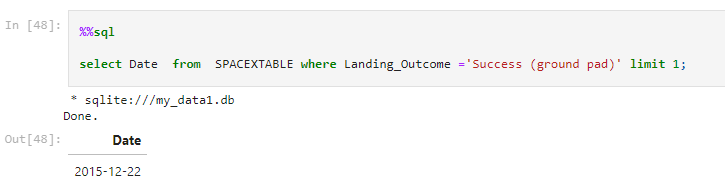 In [48]: %%sql
select Date from SPACEXTABLE where Landing_Outcome ='Success (ground pad)' limit 1;
* sqlite:///my_data1.db
Done.
Out[48]: Date
2015-12-22